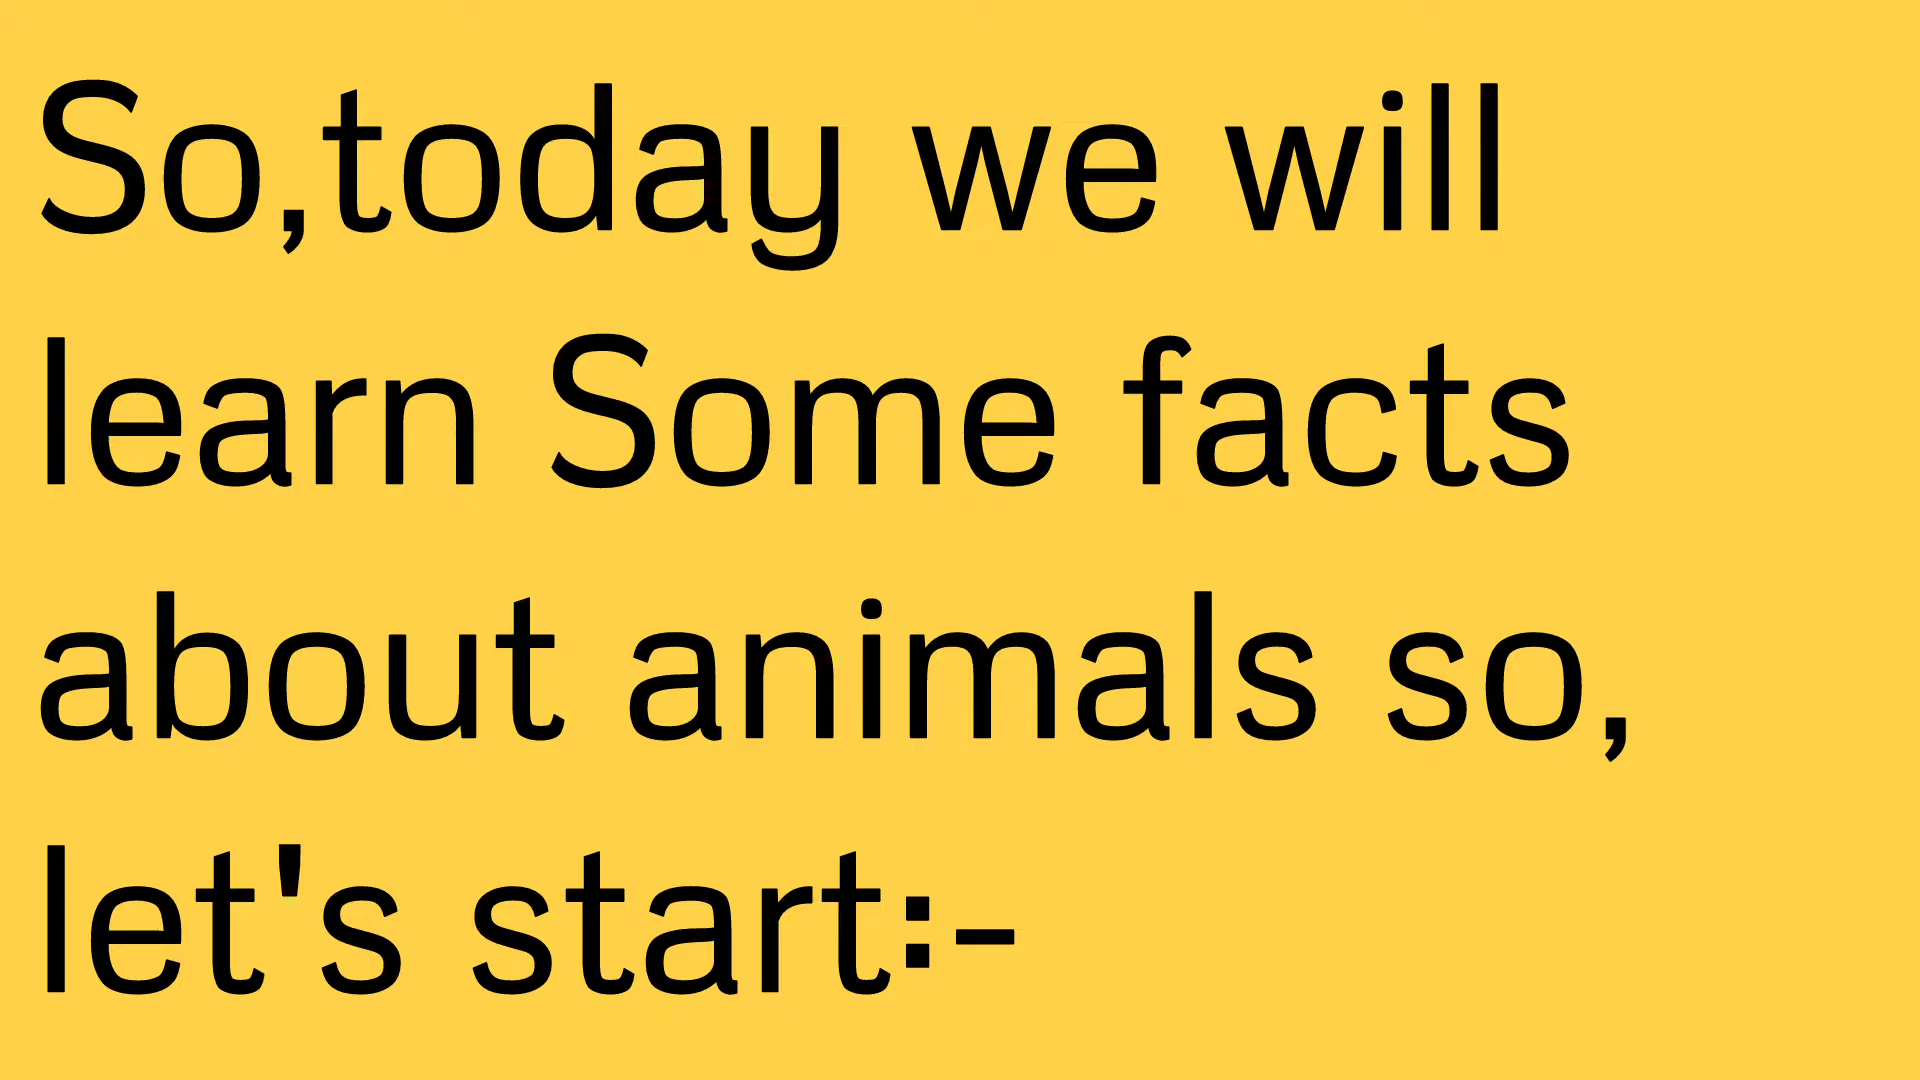 So,today we will
learn Some facts
about animals so,
let's start:-